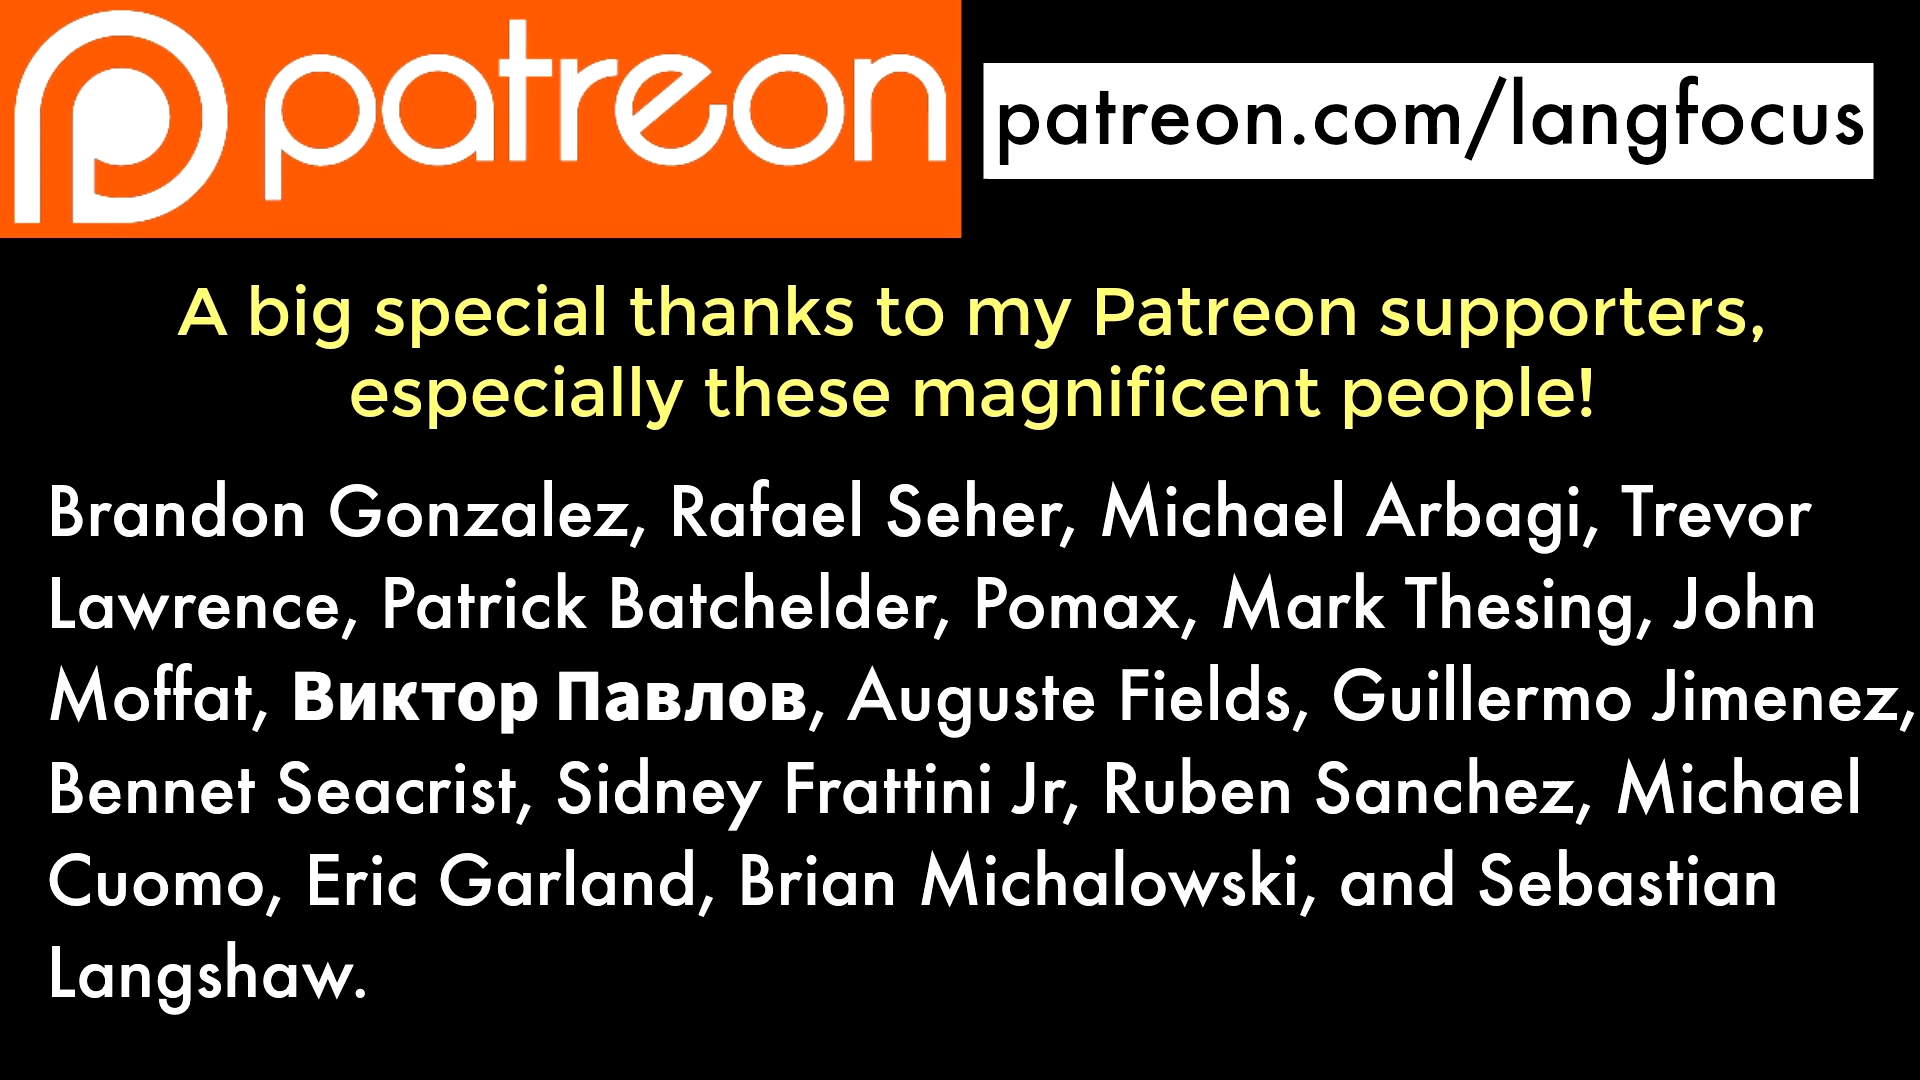 patreon
patreon.com/langfocus
A big special thanks to my Patreon supporters,
especially these magnificent people!
Brandon Gonzalez, Rafael Seher, Michael Arbagi, Trevor
Lawrence, Patrick Batchelder, Pomax, Mark Thesing, John
Moffat, Виктор Павлов, Auguste Fields, Guillermo Jimenez,
Bennet Seacrist, Sidney Frattini Jr, Ruben Sanchez, Michael
Cuomo, Eric Garland, Brian Michalowski, and Sebastian
Langshaw.